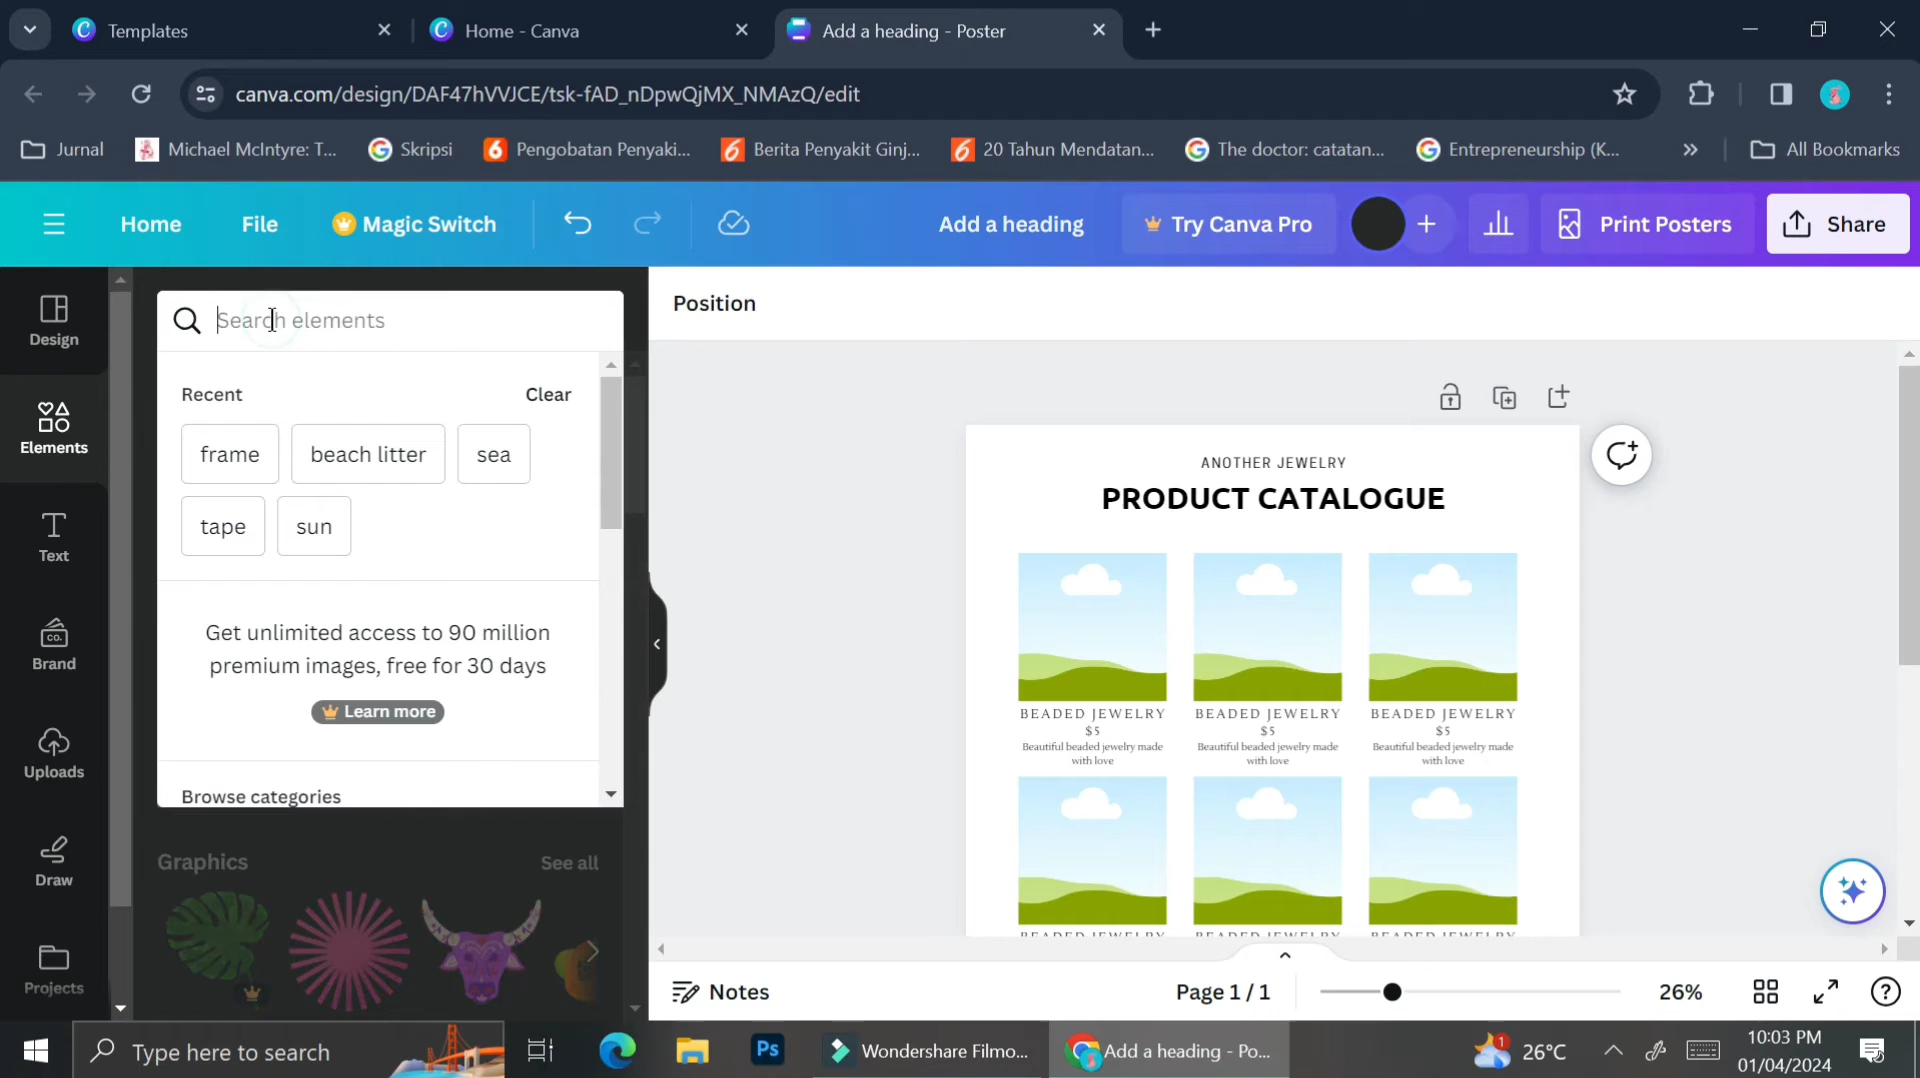 Templates
Home - Canva
Add a heading - Poster
canva.com/design/DAF47hVVJCE/tsk-fAD_nDpwQjMX_NMAzQ/edit
Jurnal
Michael McIntyre: T...
Skripsi
Pengobatan Penyaki...
Berita Penyakit Ginj...
20 Tahun Mendatan...
The doctor: catatan...
Entrepreneurship (K...
All Bookmarks
Home
File
Magic Switch
Add a heading
Try Canva Pro
Print Posters
Share
Design
Elements
Text
Brand
CO.
Uploads
Draw
Projects
Search elements
Recent
Clear
frame
beach litter
sea
tape
sun
Get unlimited access to 90 million
premium images, free for 30 days
Learn more
Browse categories
Graphics
See all
Position
ANOTHER JEWELRY
PRODUCT CATALOGUE
BEADED JEWELRY
$5
Beautiful beaded jewelry made
with love
BEADED JEWELRY
$5
Beautiful beaded jewelry made
with love
BEADED JEWELRY
$5
Beautiful beaded jewelry made
with love
Notes
Page 1 / 1
26%
Type here to search
Ps
Wondershare Filmo...
Add a heading - Po...
1
26°C
10:03 PM
01/04/2024